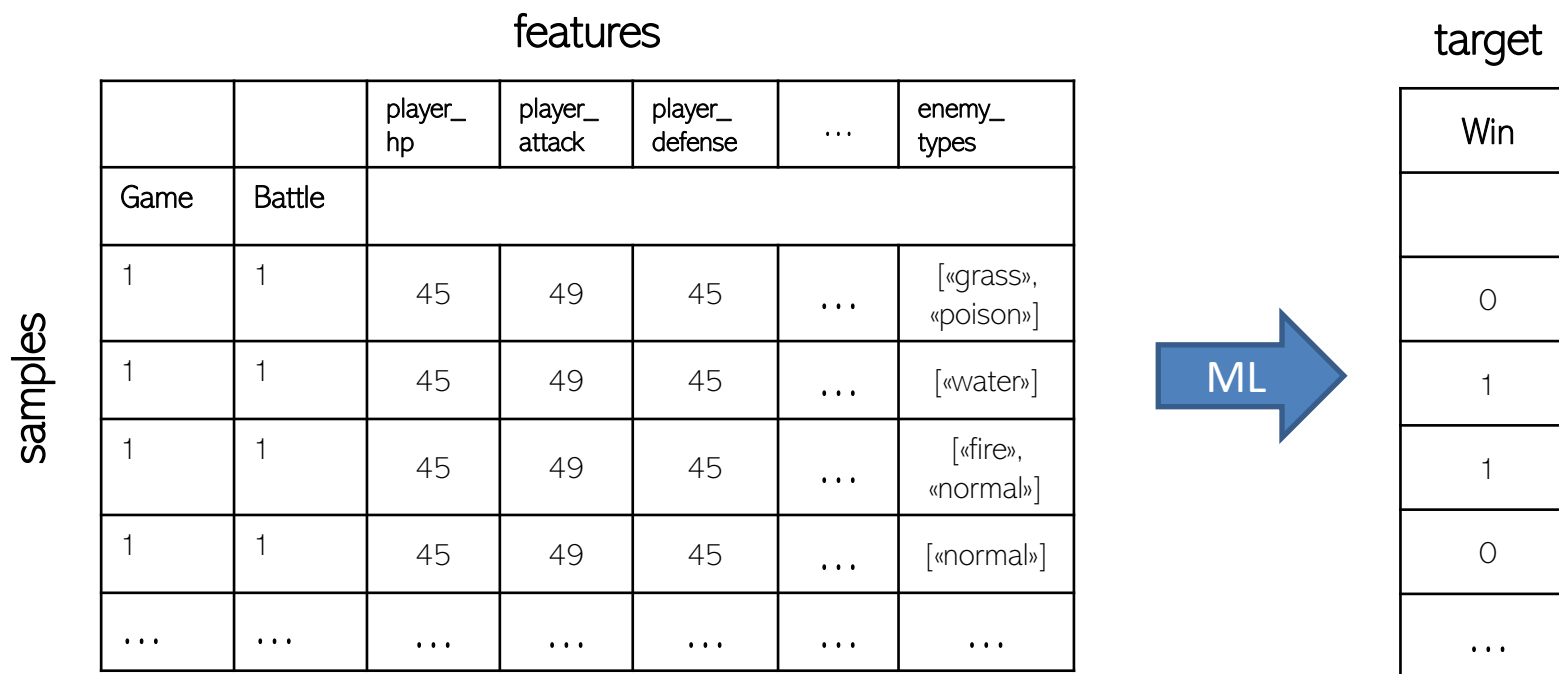 features
target
samples
player_ hp player_ attack player_ defense ... enemy_ types
Game Battle
1 1 45 49 45 ... [«grass», «poison»]
1 1 45 49 45 ... [«water»]
1 1 45 49 45 ... [«fire», «normal»]
1 1 45 49 45 ... [«normal»]
... ... ... ... ... ... ...
ML
Win
0
1
1
0
...